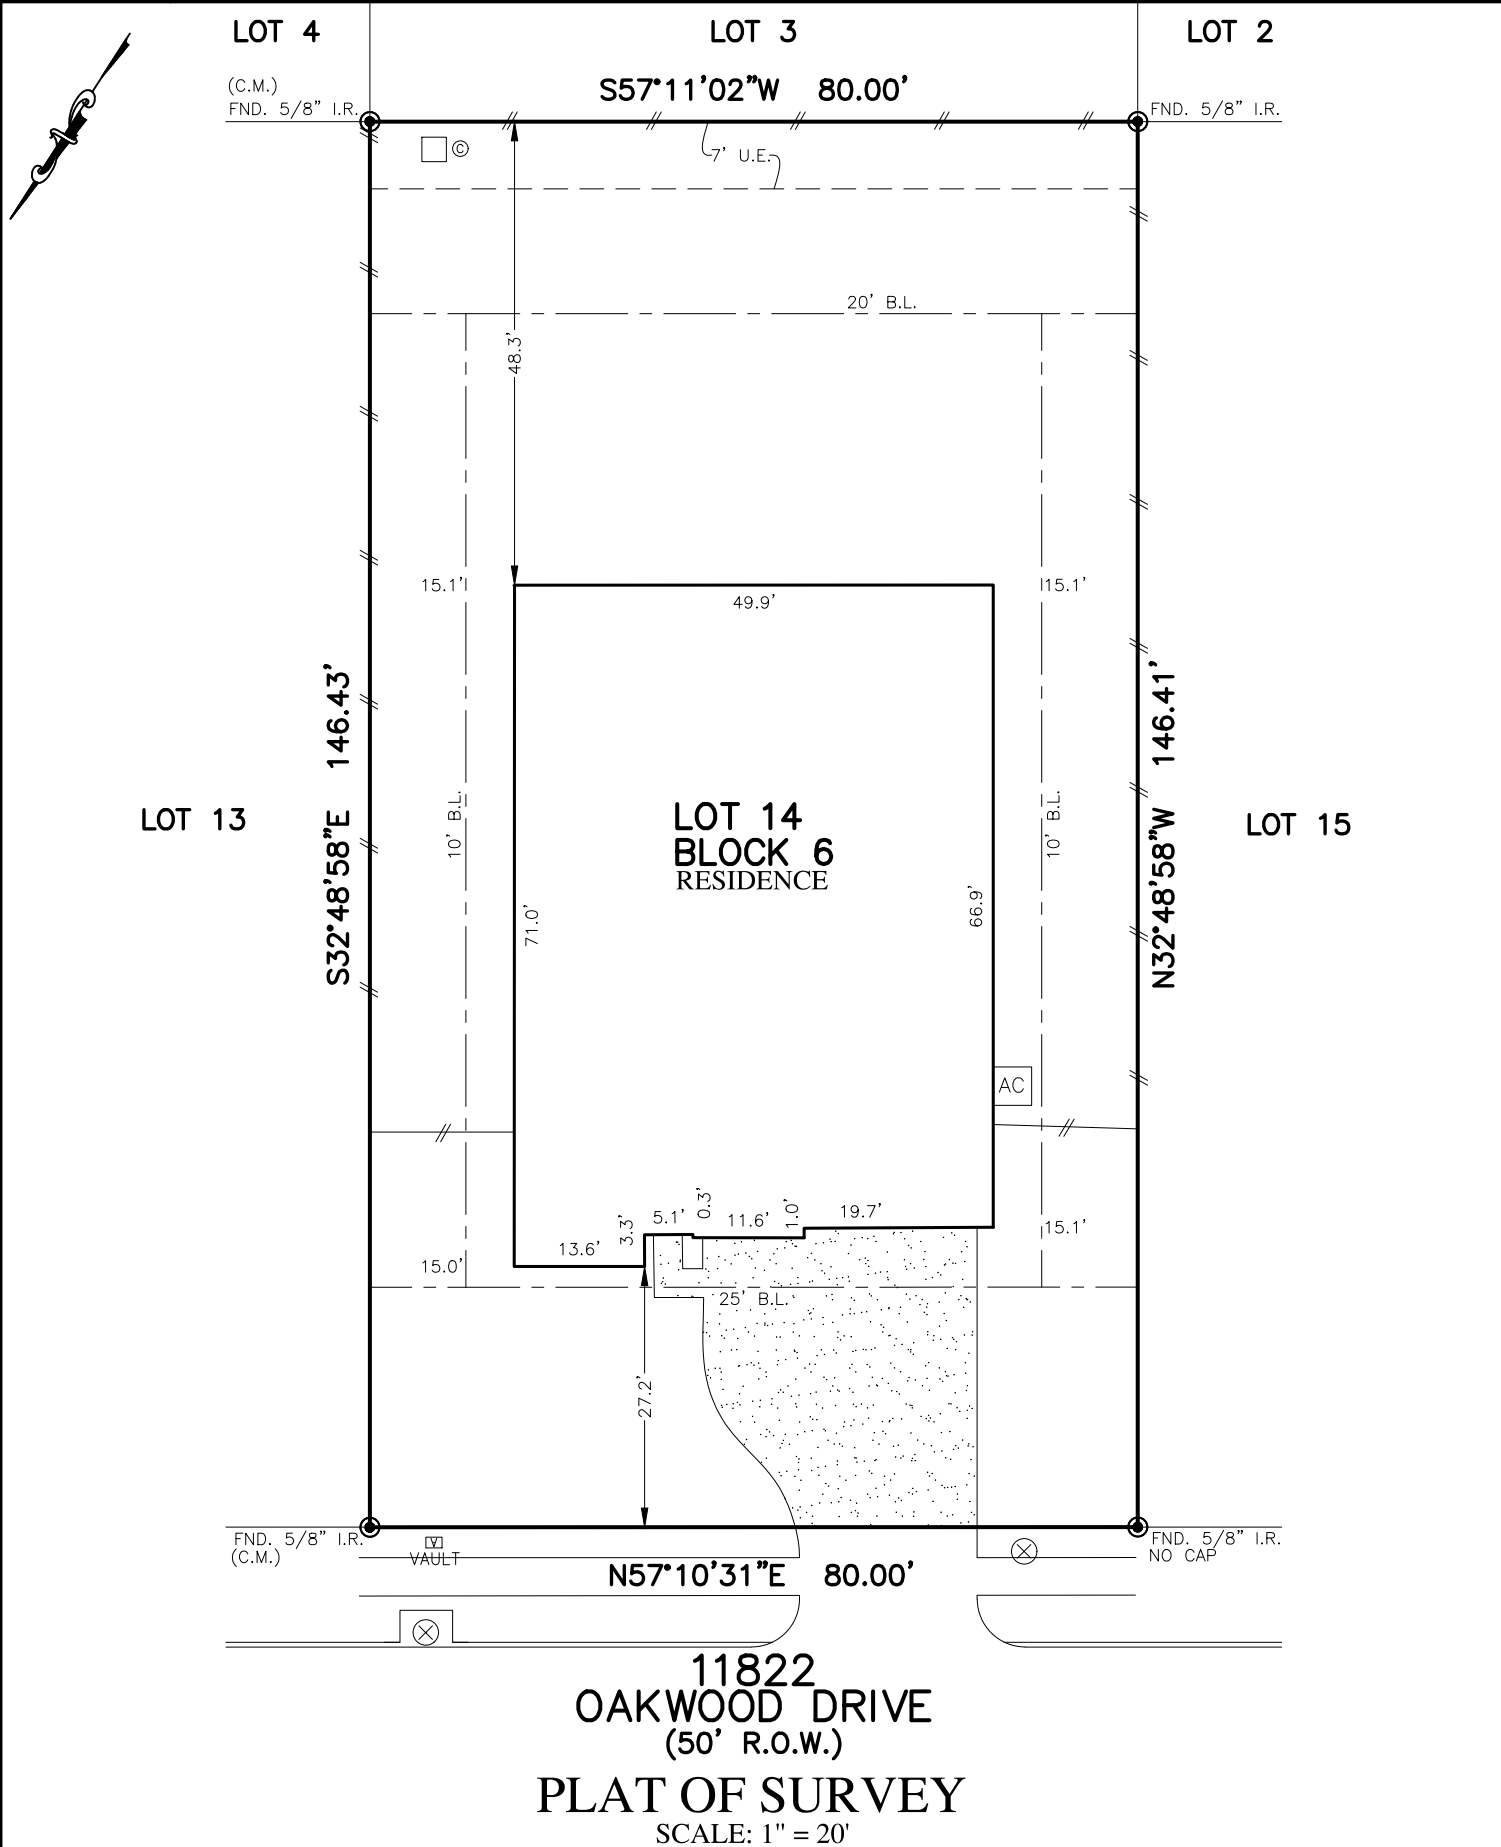 LOT 4
LOT 3
LOT 2
(C.M.)
FND. 5/8" I.R.
S57°11'02"W 80.00'
FND. 5/8" I.R.
©
7' U.E.
20' B.L.
48.3'
15.1'
15.1'
49.9'
S32°48'58"E 146.43'
N32°48'58"W 146.41'
LOT 13
10' B.L.
LOT 14
BLOCK 6
RESIDENCE
10' B.L.
LOT 15
71.0'
66.9'
AC
13.6'
3.3'
5.1'
0.3'
11.6'
1.0'
19.7'
15.1'
15.0'
25' B.L.
27.2'
FND. 5/8" I.R.
(C.M.)
V
VAULT
N57°10'31"E 80.00'
FND. 5/8" I.R.
NO CAP
11822
OAKWOOD DRIVE
(50' R.O.W.)
PLAT OF SURVEY
SCALE: 1" = 20'